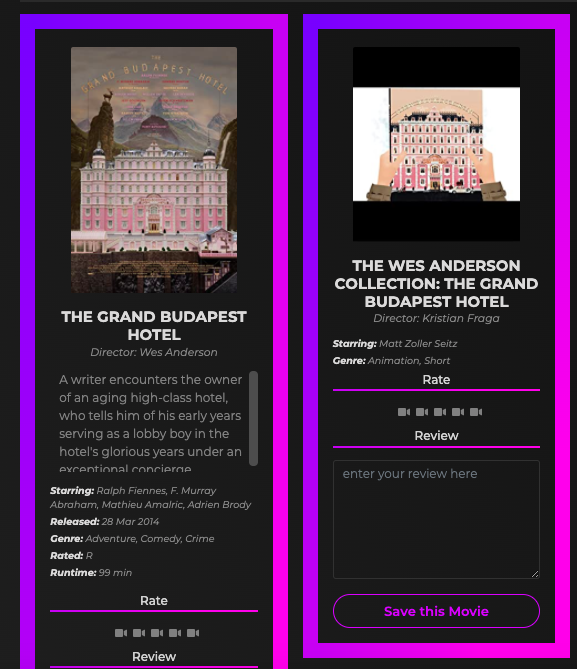 THE
GRAND BUDAPEST HOTEL
THE GRAND BUDAPEST
HOTEL
Director: Wes Anderson
A writer encounters the owner
of an aging high-class hotel,
who tells him of his early years
serving as a lobby boy in the
hotel's glorious years under an
exceptional concierge
Starring: Ralph Fiennes, F. Murray
Abraham, Mathieu Amalric, Adrien Brody
Released: 28 Mar 2014
Genre: Adventure, Comedy, Crime
Rated: R
Runtime: 99 min
Rate
Review
THE WES ANDERSON
COLLECTION: THE GRAND
BUDAPEST HOTEL
Director: Kristian Fraga
Starring: Matt Zoller Seitz
Genre: Animation, Short
Rate
Review
enter your review here
Save this Movie